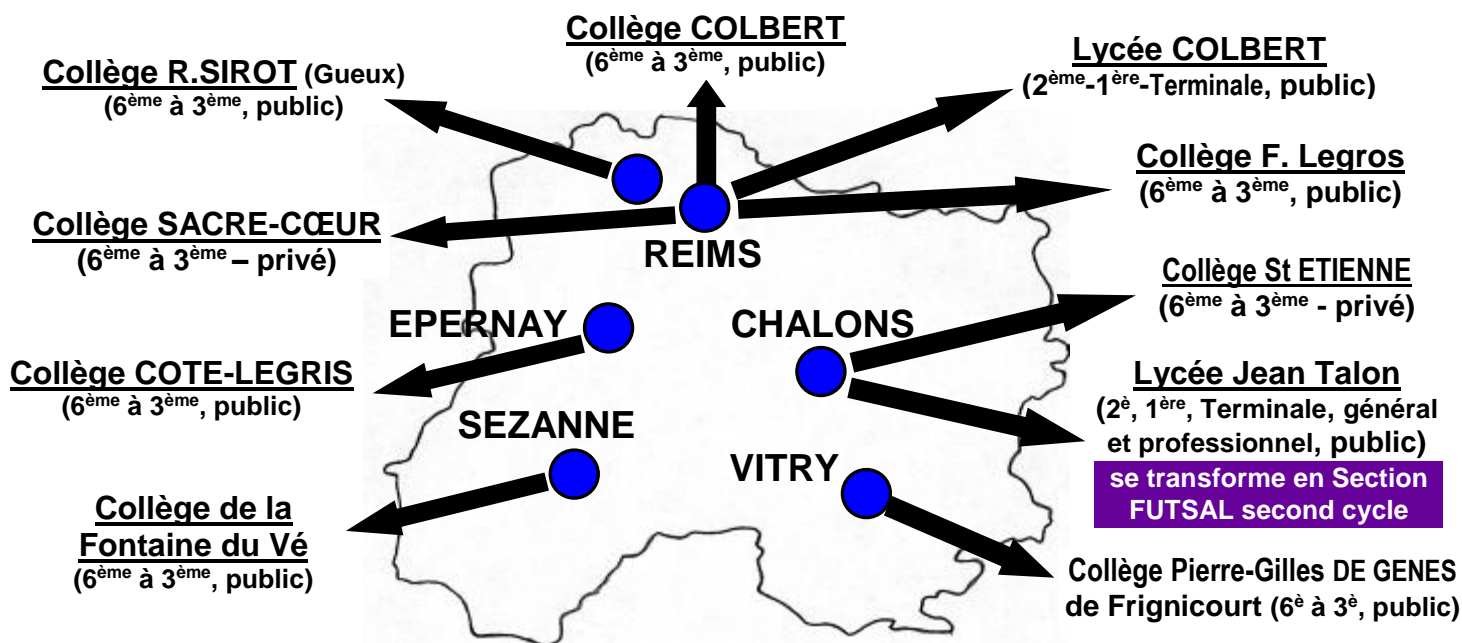 Collège COLBERT
(6ème à 3ème, public)
Lycée COLBERT
(2ème-1ère-Terminale, public)
Collège R.SIROT (Gueux)
(6ème à 3ème, public)
Collège F. Legros
(6ème à 3ème, public)
Collège SACRE-CŒUR
(6ème à 3ème – privé)
REIMS
Collège St ETIENNE
(6ème à 3ème - privé)
EPERNAY
CHALONS
Collège COTE-LEGRIS
(6ème à 3ème, public)
Lycée Jean Talon
(2è, 1ère, Terminale, général
et professionnel, public)
se transforme en Section
FUTSAL second cycle
SEZANNE
VITRY
Collège de la
Fontaine du Vé
(6ème à 3ème, public)
Collège Pierre-Gilles DE GENES
de Frignicourt (6è à 3è, public)